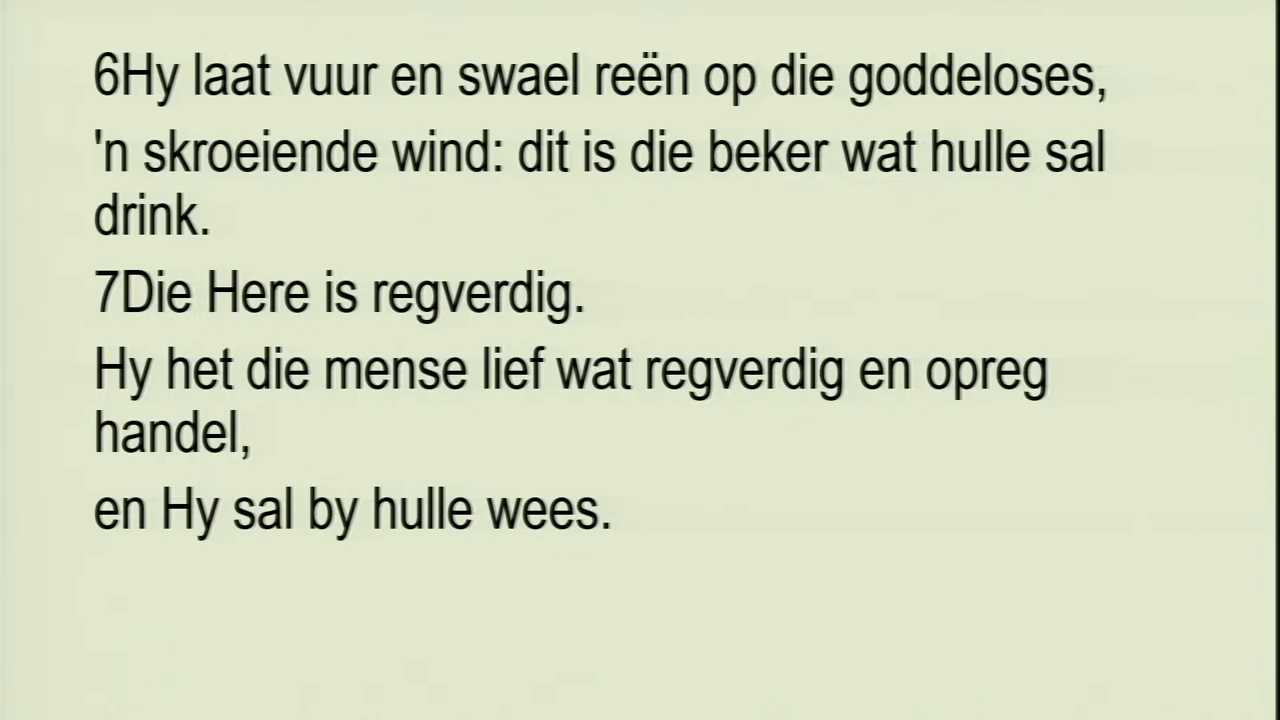 6Hy laat vuur en swael reën op die goddeloses,
'n skroeiende wind: dit is die beker wat hulle sal
drink.
7Die Here is regverdig.
Hy het die mense lief wat regverdig en opreg
handel,
en Hy sal by hulle wees.